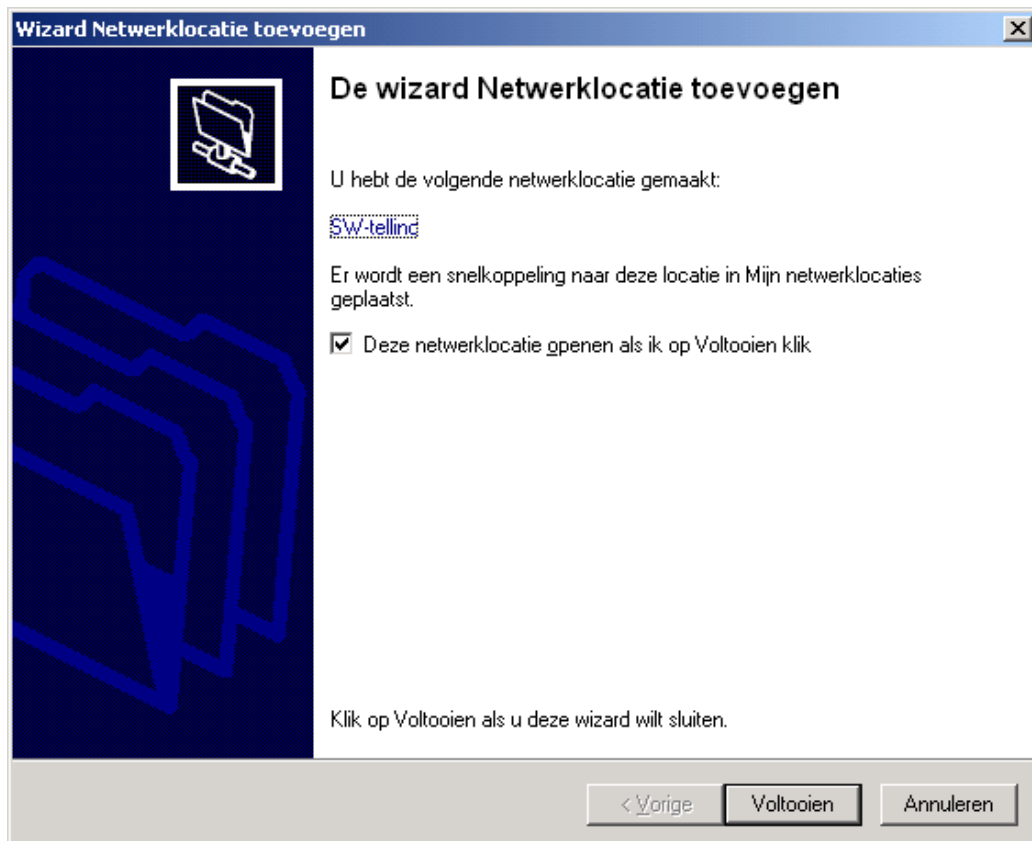 Wizard Netwerklocatie toevoegen
De wizard Netwerklocatie toevoegen
U hebt de volgende netwerklocatie gemaakt:
SW-telling
Er wordt een snelkoppeling naar deze locatie in Mijn netwerklocaties
geplaatst.
Deze netwerklocatie openen als ik op Voltooien klik
Klik op Voltooien als u deze wizard wilt sluiten.
< Vorige Voltooien Annuleren